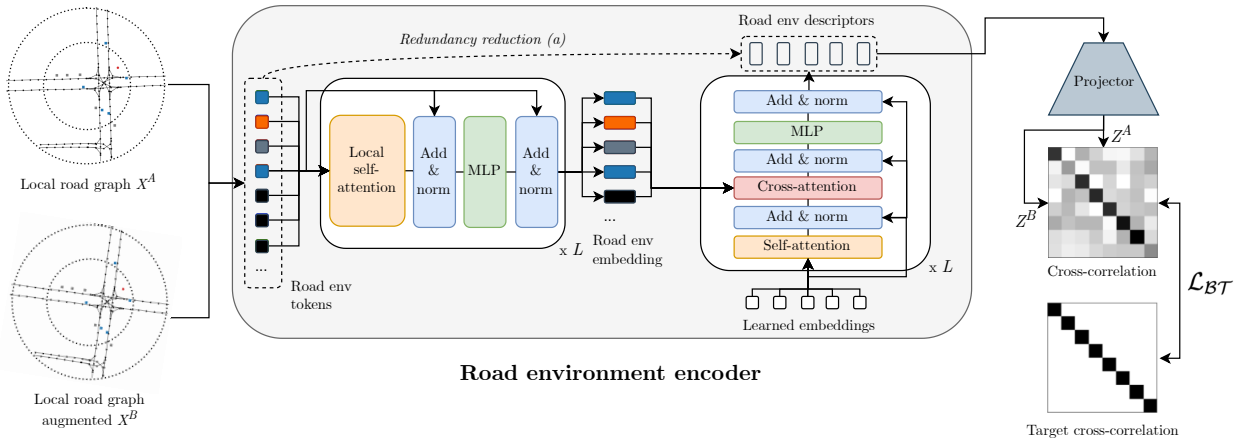 Road env descriptors
Redundancy reduction (a)
Local road graph X^A
Local road graph
augmented X^B
...
Road env
tokens
Local
self-
attention
Add
&
norm
MLP
Add
&
norm
x L
...
Road env
embedding
Add & norm
MLP
Add & norm
Cross-attention
Add & norm
Self-attention
x L
Learned embeddings
Road environment encoder
Projector
Z^A
Z^B
Cross-correlation
ℒ_ℬ𝒯
Target cross-correlation